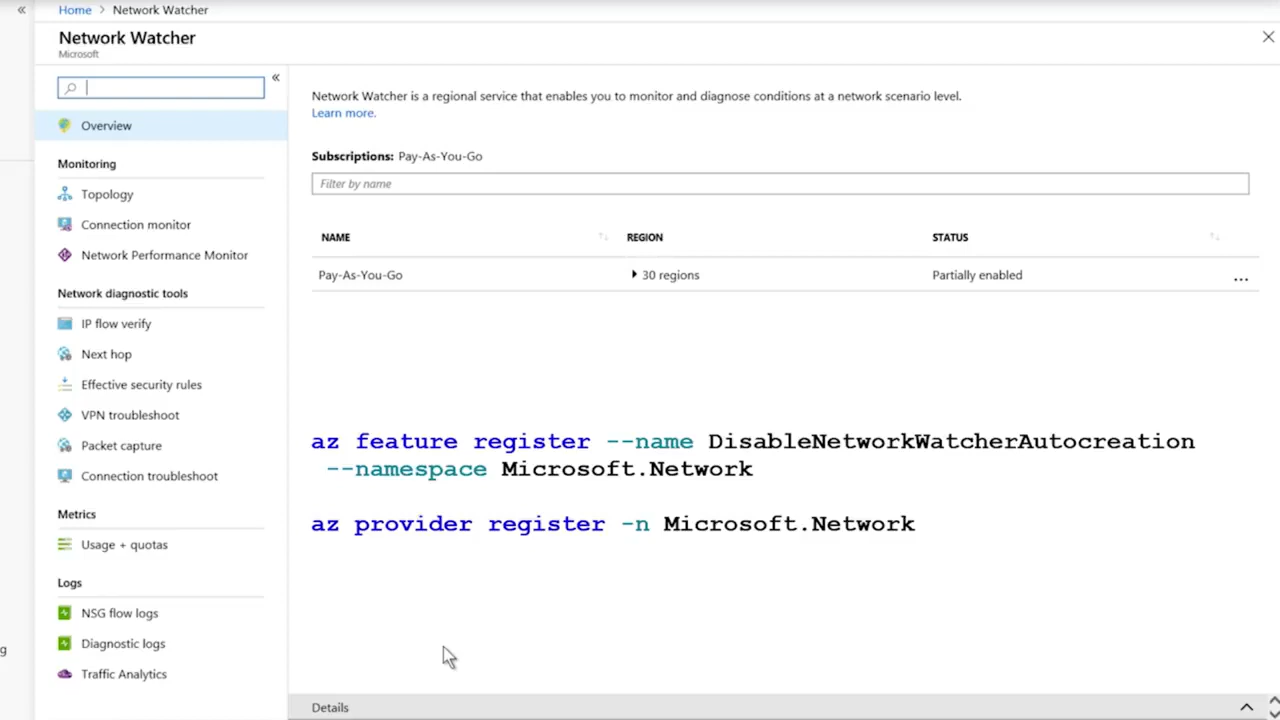 «
Home > Network Watcher
Network Watcher
Microsoft
«
Overview
Monitoring
Topology
Connection monitor
Network Performance Monitor
Network diagnostic tools
IP flow verify
Next hop
Effective security rules
VPN troubleshoot
Packet capture
Connection troubleshoot
Metrics
Usage + quotas
Logs
NSG flow logs
Diagnostic logs
Traffic Analytics
g
Network Watcher is a regional service that enables you to monitor and diagnose conditions at a network scenario level.
Learn more.
Subscriptions: Pay-As-You-Go
Filter by name
NAME REGION STATUS
Pay-As-You-Go 30 regions Partially enabled ...
az feature register --name DisableNetworkWatcherAutocreation
--namespace Microsoft.Network
az provider register -n Microsoft.Network
Details